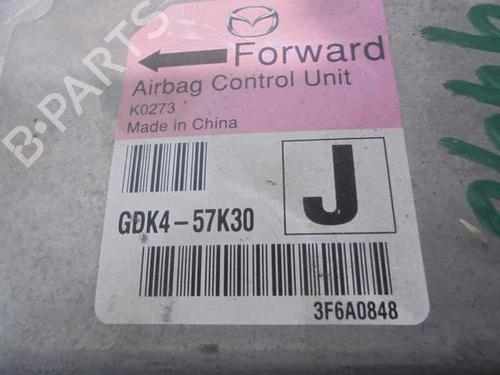 Forward
Airbag Control Unit
K0273
Made in China
J
GDK4-57K30
3F6A0848
B-PARTS